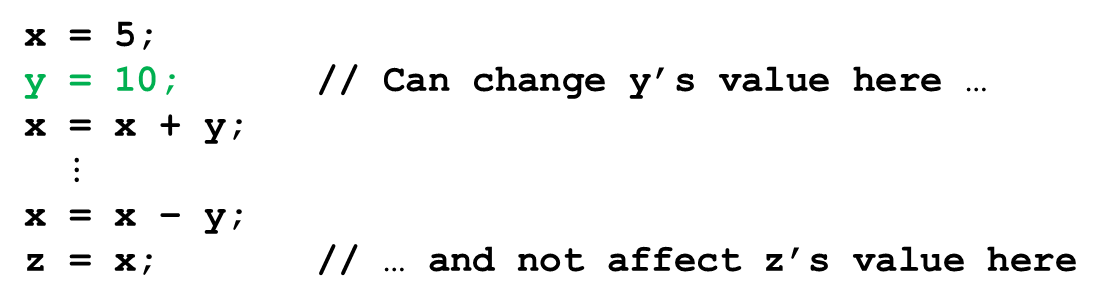 x = 5;
y = 10; // Can change y’s value here …
x = x + y;
⋮
x = x – y;
z = x; // … and not affect z’s value here